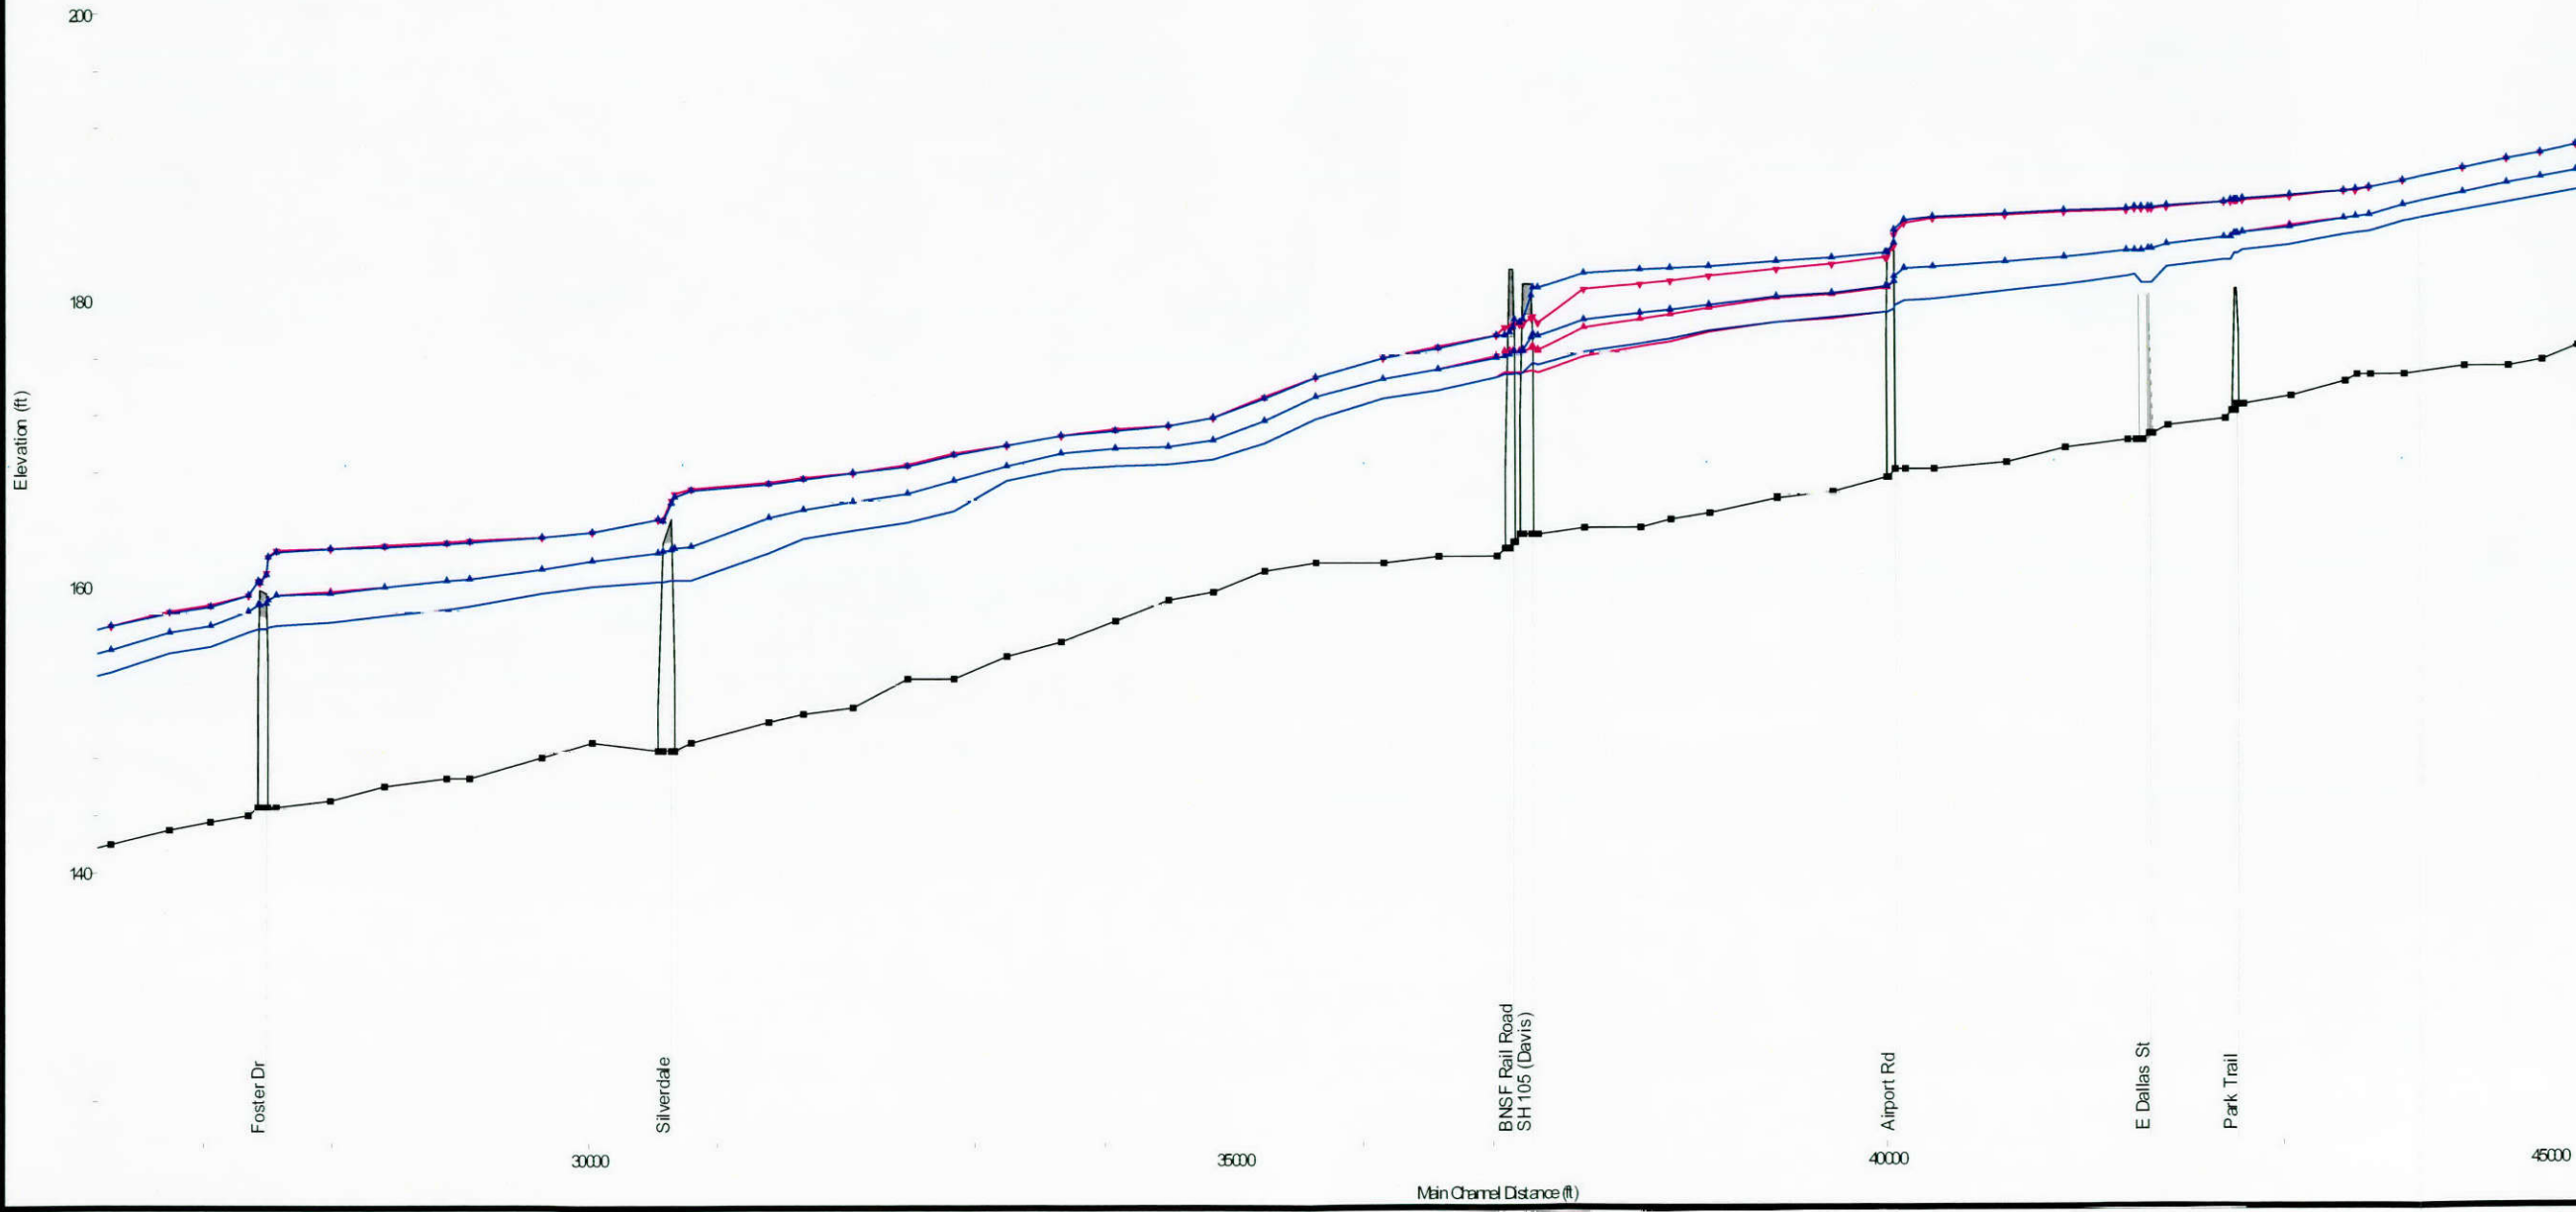 200
180
160
140
Elevation (ft)
Foster Dr
Silverdale
BNSF Rail Road
SH 105 (Davis)
Airport Rd
E Dallas St
Park Trail
30000
35000
40000
45000
Main Channel Distance (ft)